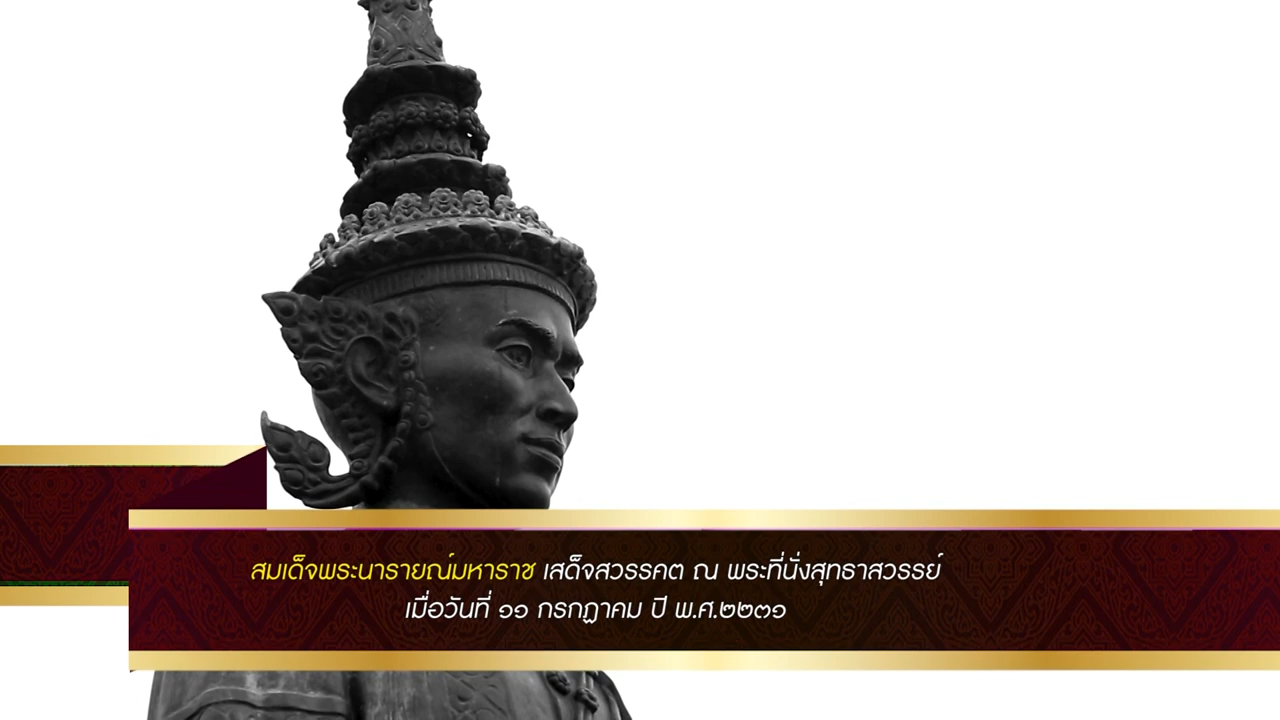 สมเด็จพระนารายณ์มหาราช เสด็จสวรรคต ณ พระที่นั่งสุทธาสวรรย์
เมื่อวันที่ ๑๑ กรกฎาคม ปี พ.ศ.๒๒๓๑